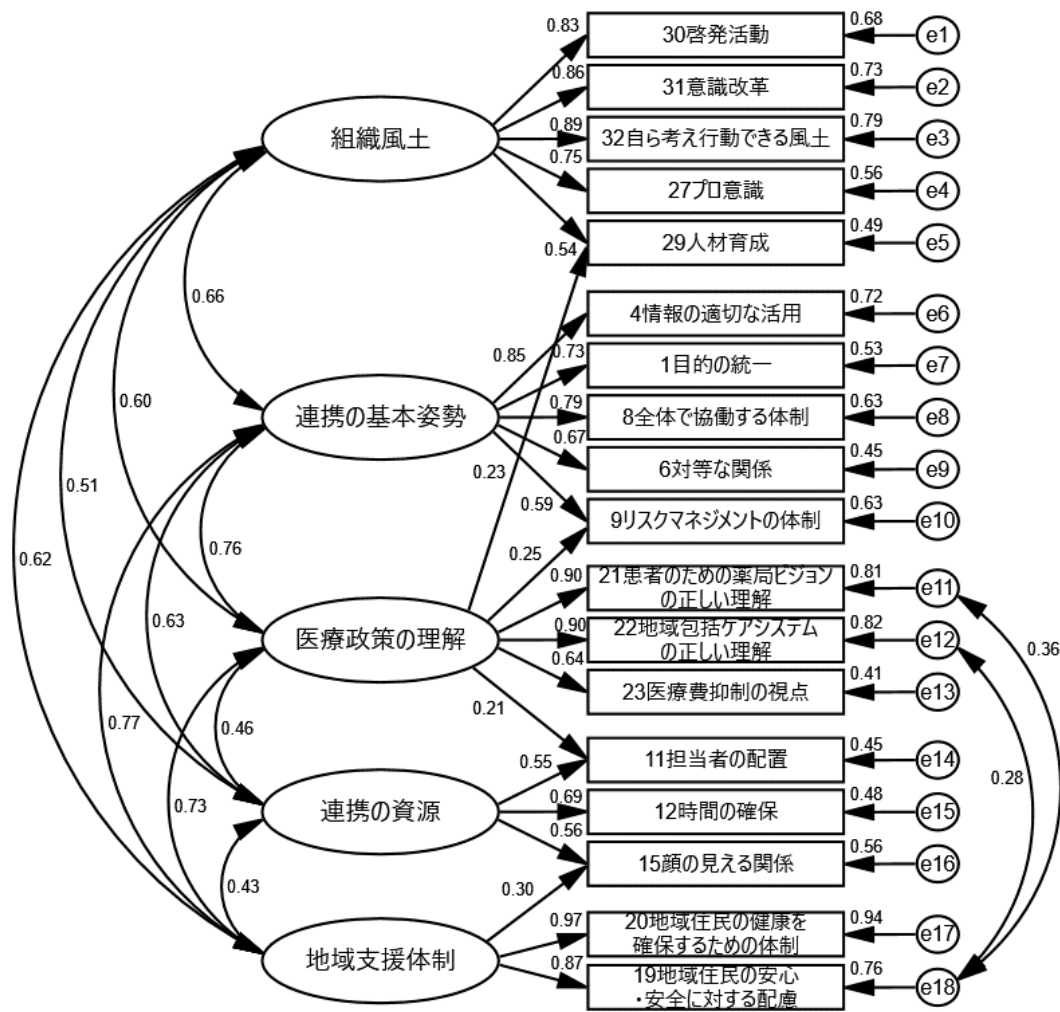 0.83
30啓発活動
0.68
e1
0.86
31意識改革
0.73
e2
組織風土
0.89
32自ら考え行動できる風土
0.79
e3
0.75
27プロ意識
0.56
e4
0.54
29人材育成
0.49
e5
0.66
0.85
4情報の適切な活用
0.72
e6
0.73
1目的の統一
0.53
e7
0.60
連携の基本姿勢
0.79
8全体で協働する体制
0.63
e8
0.67
6対等な関係
0.45
e9
0.51
0.23
0.59
9リスクマネジメントの体制
0.63
e10
0.62
0.76
0.25
0.90
21患者のための薬局ビジョン
の正しい理解
0.81
e11
0.63
医療政策の理解
0.90
22地域包括ケアシステム
の正しい理解
0.82
e12
0.36
0.64
23医療費抑制の視点
0.41
e13
0.77
0.46
0.21
0.55
11担当者の配置
0.45
e14
0.28
0.73
連携の資源
0.69
12時間の確保
0.48
e15
0.56
15顔の見える関係
0.56
e16
0.43
0.30
0.97
20地域住民の健康を
確保するための体制
0.94
e17
地域支援体制
0.87
19地域住民の安心
・安全に対する配慮
0.76
e18